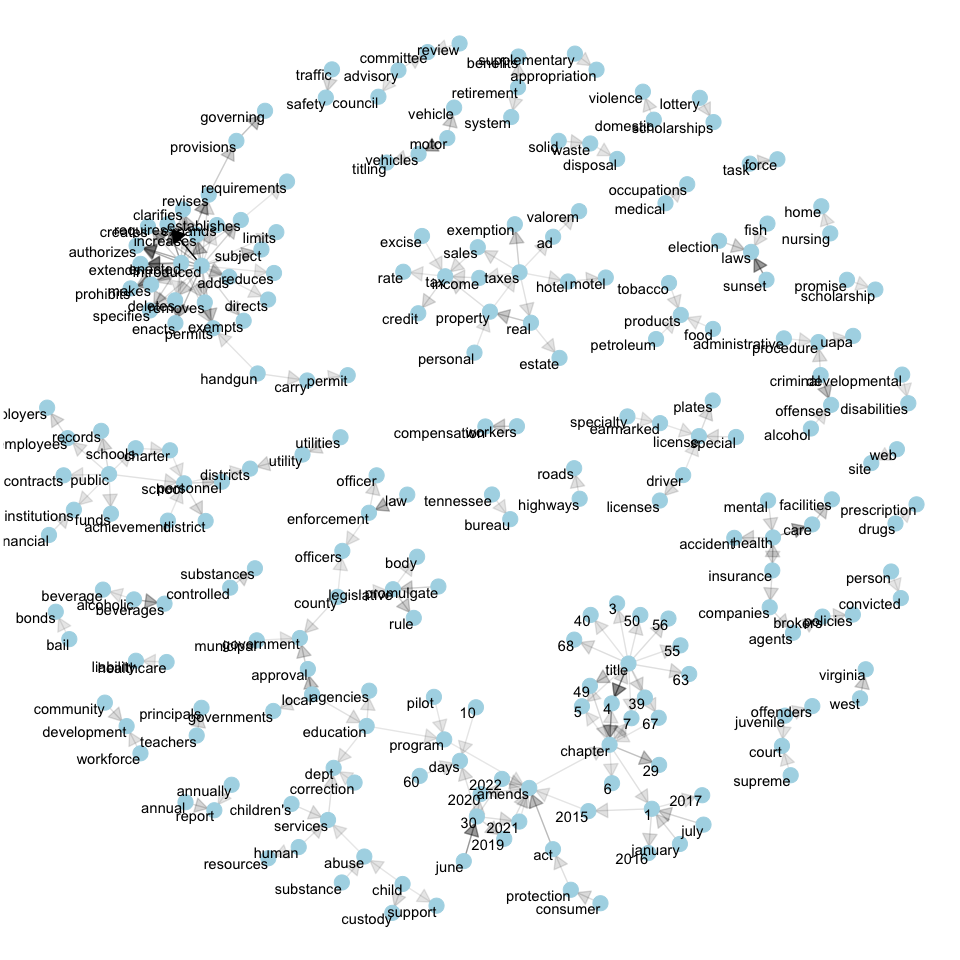 review
committee
benefits
supplementary
traffic
advisory
appropriation
retirement
safety
council
violence
lottery
governing
vehicle
system
domestic
scholarships
provisions
motor
solid
waste
vehicles
titling
disposal
task
force
requirements
occupations
revises
medical
clarifies
home
valorem
creates
requires
expands
establishes
exemption
fish
increases
excise
ad
limits
election
nursing
authorizes
sales
subject
laws
extends
enacted
introduced
rate
tax
income
taxes
hotel
motel
adds
reduces
tobacco
sunset
promise
prohibits
makes
scholarship
deletes
removes
directs
specifies
credit
property
real
products
enacts
exempts
permits
food
petroleum
administrative
procedure
uapa
personal
estate
handgun
carry
permit
criminal
developmental
ployers
plates
offenses
disabilities
specialty
earmarked
compensation
workers
alcohol
records
mployees
license
special
utilities
schools
charter
web
utility
site
contracts
public
districts
roads
driver
officer
school
personnel
law
tennessee
highways
licenses
mental
facilities
prescription
institutions
funds
enforcement
bureau
achievement
district
care
drugs
nancial
accident
health
officers
body
substances
insurance
person
beverage
controlled
legislative
promulgate
alcoholic
county
convicted
beverages
3
bonds
companies
rule
40
50
56
brokers
policies
agents
bail
municipal
government
68
55
liability
healthcare
title
approval
63
virginia
49
local
agencies
39
west
community
principals
pilot
5
4
offenders
governments
10
7
67
juvenile
development
education
teachers
program
chapter
court
workforce
days
29
dept
60
supreme
correction
2022
6
annually
amends
2020
2017
annual
children's
report
2015
1
services
30
2021
july
2019
human
january
resources
abuse
act
2016
june
substance
child
protection
support
consumer
custody